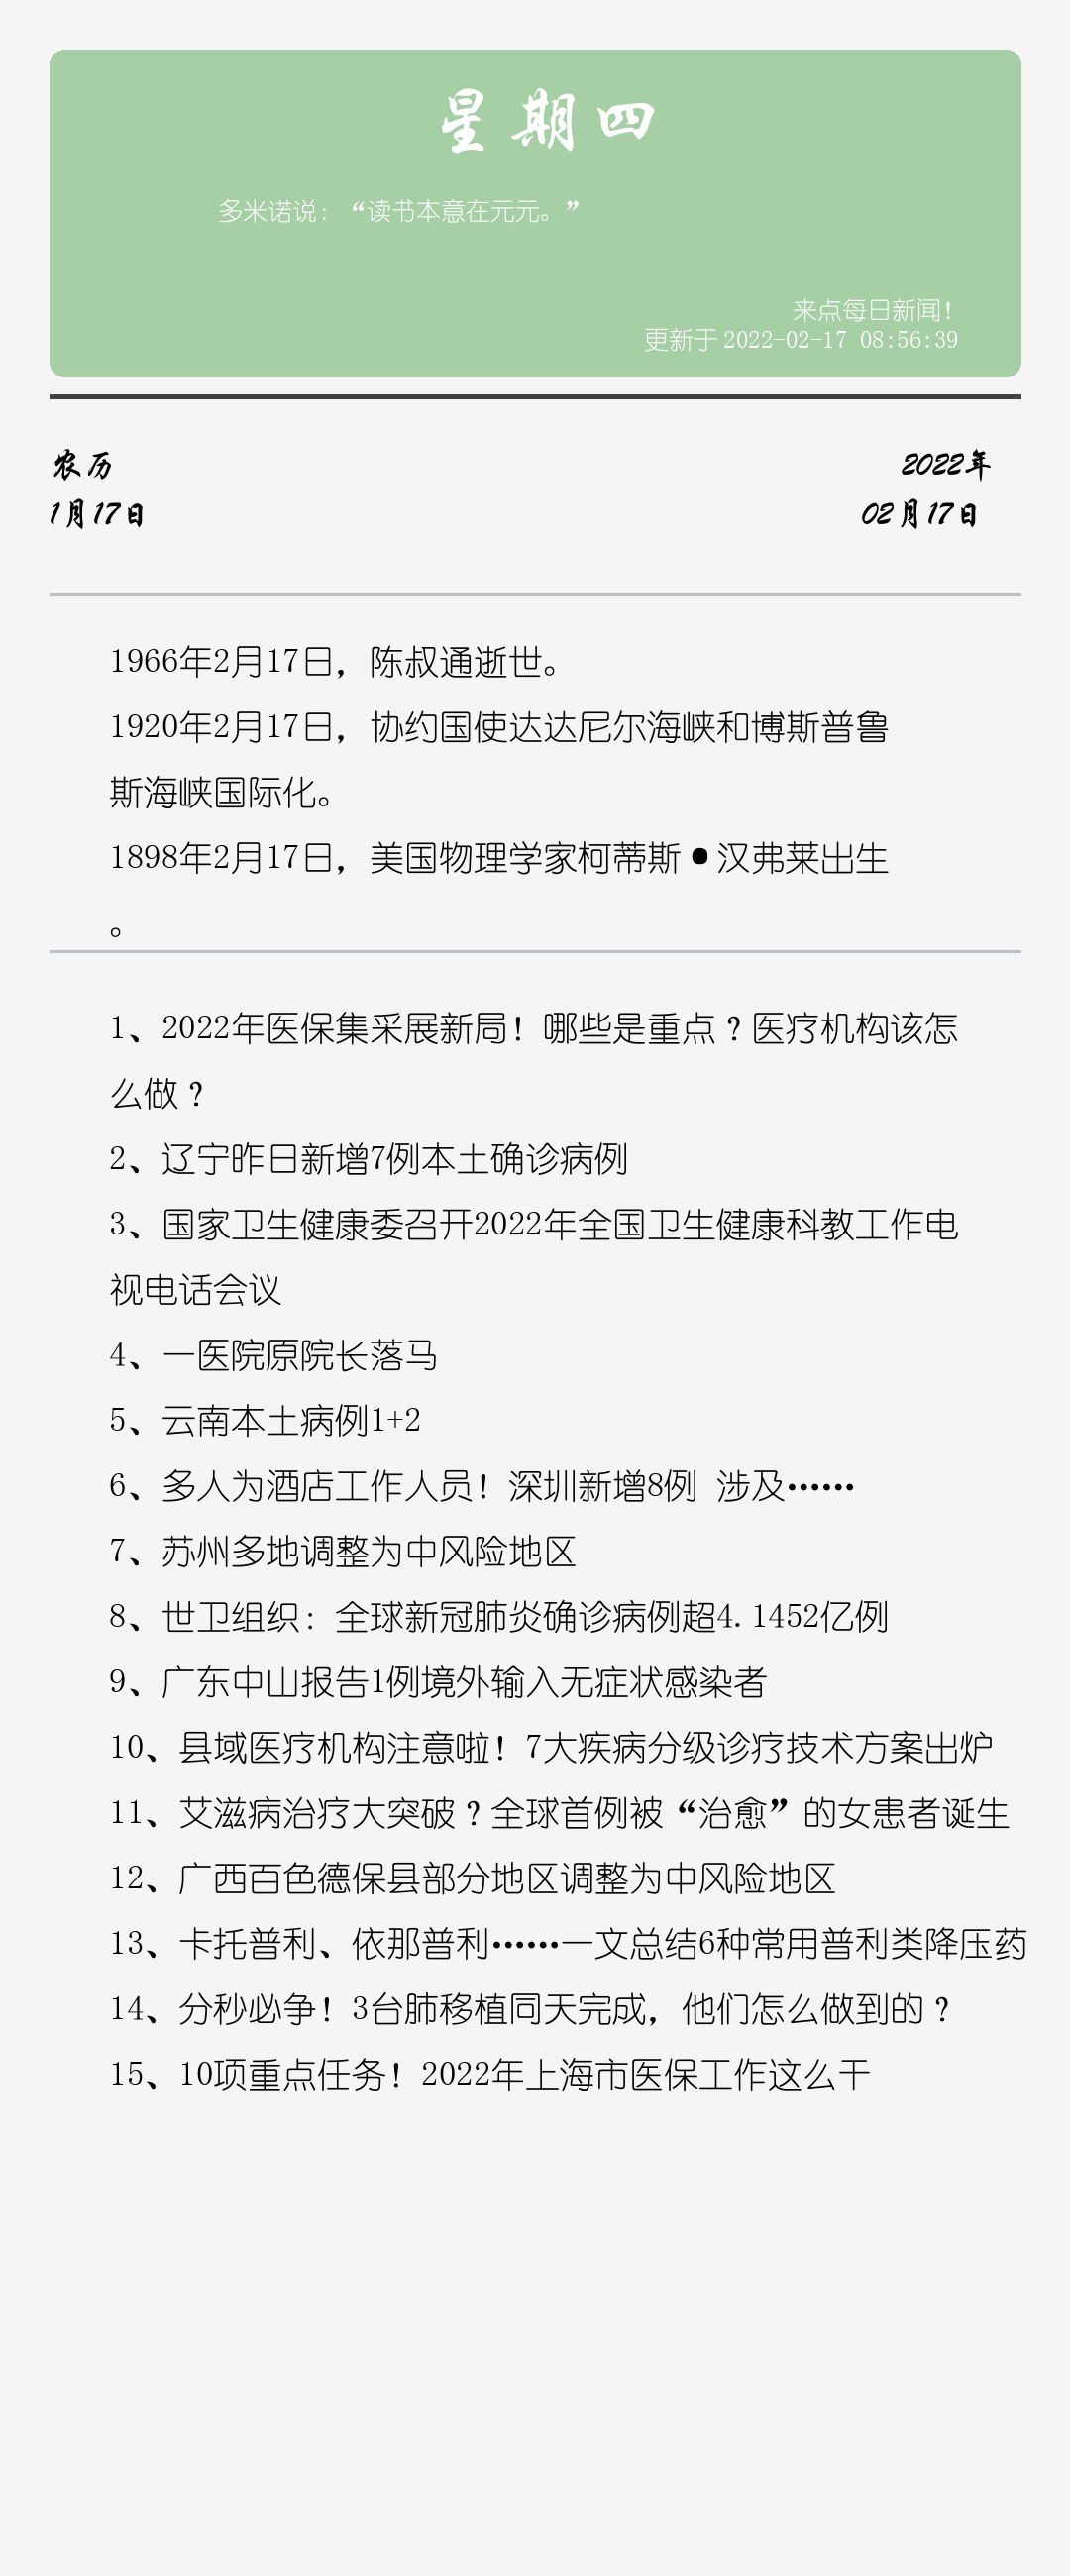 星期四
多米诺说：“读书本意在元元。”
来点每日新闻！
更新于 2022-02-17 08:56:39
农历
2022年
1月17日
02月17日
1966年2月17日，陈叔通逝世。
1920年2月17日，协约国使达达尼尔海峡和博斯普鲁
斯海峡国际化。
1898年2月17日，美国物理学家柯蒂斯•汉弗莱出生
。
1、2022年医保集采展新局！哪些是重点？医疗机构该怎
么做？
2、辽宁昨日新增7例本土确诊病例
3、国家卫生健康委召开2022年全国卫生健康科教工作电
视电话会议
4、一医院原院长落马
5、云南本土病例1+2
6、多人为酒店工作人员！深圳新增8例 涉及……
7、苏州多地调整为中风险地区
8、世卫组织：全球新冠肺炎确诊病例超4.1452亿例
9、广东中山报告1例境外输入无症状感染者
10、县域医疗机构注意啦！7大疾病分级诊疗技术方案出炉
11、艾滋病治疗大突破？全球首例被“治愈”的女患者诞生
12、广西百色德保县部分地区调整为中风险地区
13、卡托普利、依那普利……一文总结6种常用普利类降压药
14、分秒必争！3台肺移植同天完成，他们怎么做到的？
15、10项重点任务！2022年上海市医保工作这么干